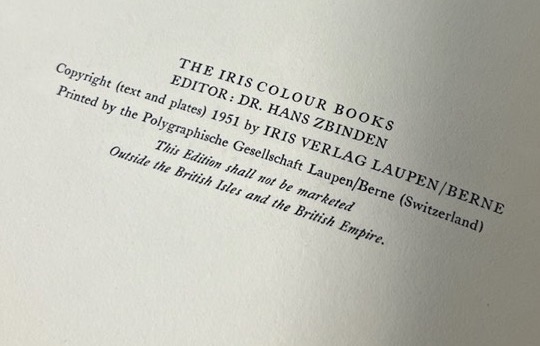 THE IRIS COLOUR BOOKS
EDITOR: DR. HANS ZBINDEN
Copyright (text and plates) 1951 by IRIS VERLAG LAUPEN/BERNE
Printed by the Polygraphische Gesellschaft Laupen/Berne (Switzerland)
This Edition shall not be marketed
Outside the British Isles and the British Empire.